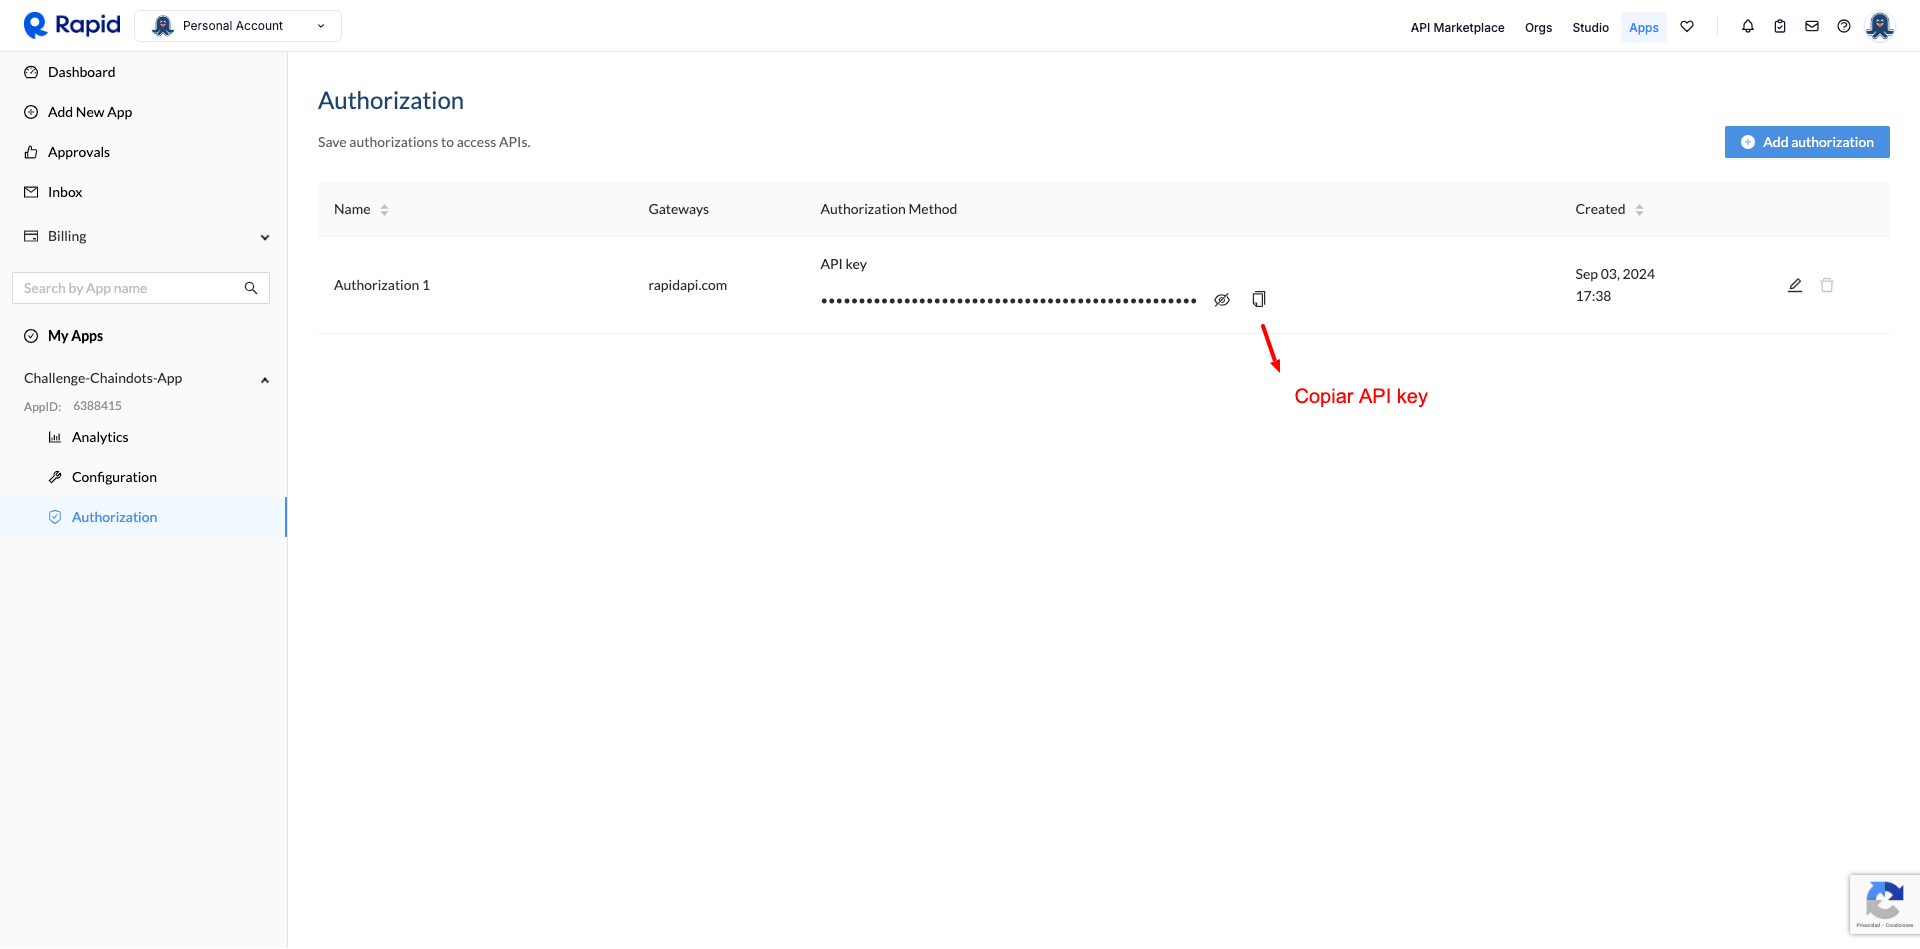 Rapid
Personal Account
API Marketplace
Orgs
Studio
Apps
Dashboard
Add New App
Approvals
Inbox
Billing
Search by App name
My Apps
Challenge-Chaindots-App
AppID: 6388415
Analytics
Configuration
Authorization
Authorization
Save authorizations to access APIs.
Add authorization
Name Gateways Authorization Method Created
Authorization 1
rapidapi.com
API key
••••••••••••••••••••••••••••••••••••••••••••••••••
Sep 03, 2024
17:38
Copiar API key
Privacidad - Condiciones